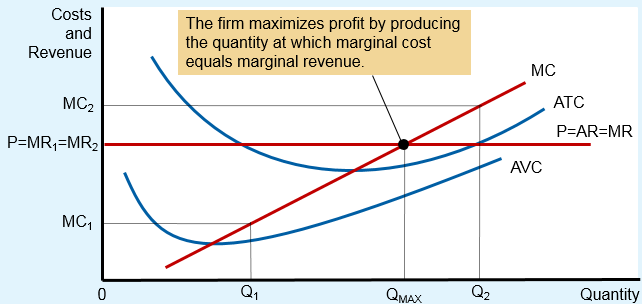 Costs
and
Revenue
The firm maximizes profit by producing
the quantity at which marginal cost
equals marginal revenue.
MC
ATC
MC₂
P=AR=MR
P=MR₁=MR₂
AVC
MC₁
0
Q₁
Q_MAX
Q₂
Quantity